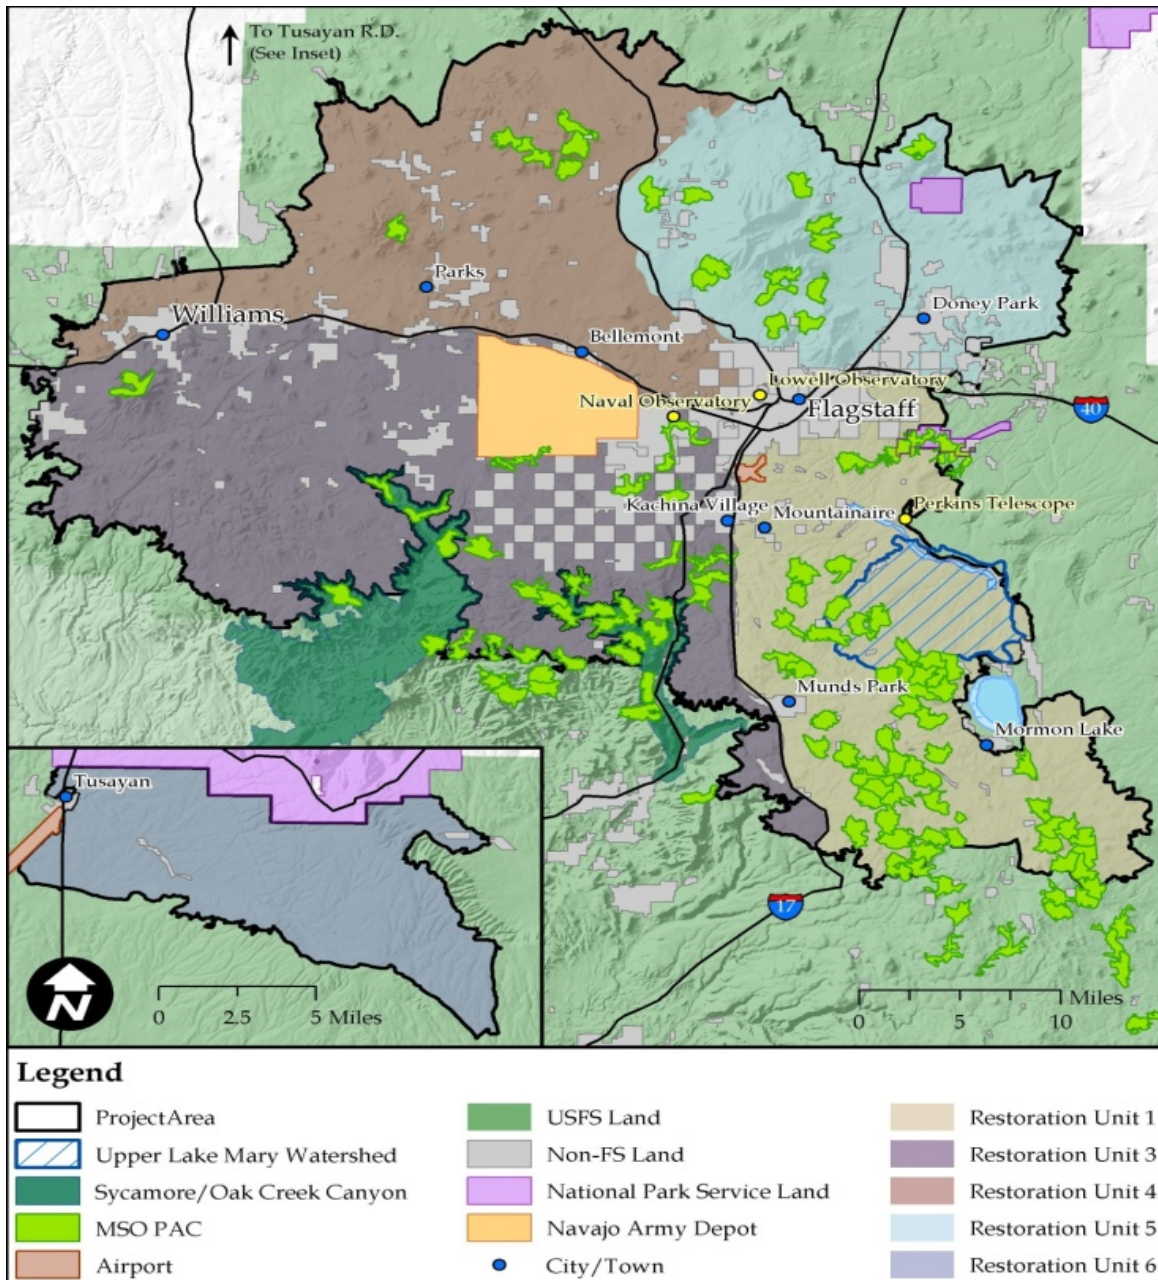 To Tusayan R.D.
(See Inset)
Parks
Williams
Doney Park
Bellemont
Lowell Observatory
Naval Observatory
Flagstaff
40
Kachina Village
Mountainaire
Perkins Telescope
Munds Park
Mormon Lake
Tusayan
17
N
0 2.5 5 Miles
Miles
0 5 10
Legend
ProjectArea
Upper Lake Mary Watershed
Sycamore/Oak Creek Canyon
MSO PAC
Airport
USFS Land
Non-FS Land
National Park Service Land
Navajo Army Depot
City/Town
Restoration Unit 1
Restoration Unit 3
Restoration Unit 4
Restoration Unit 5
Restoration Unit 6